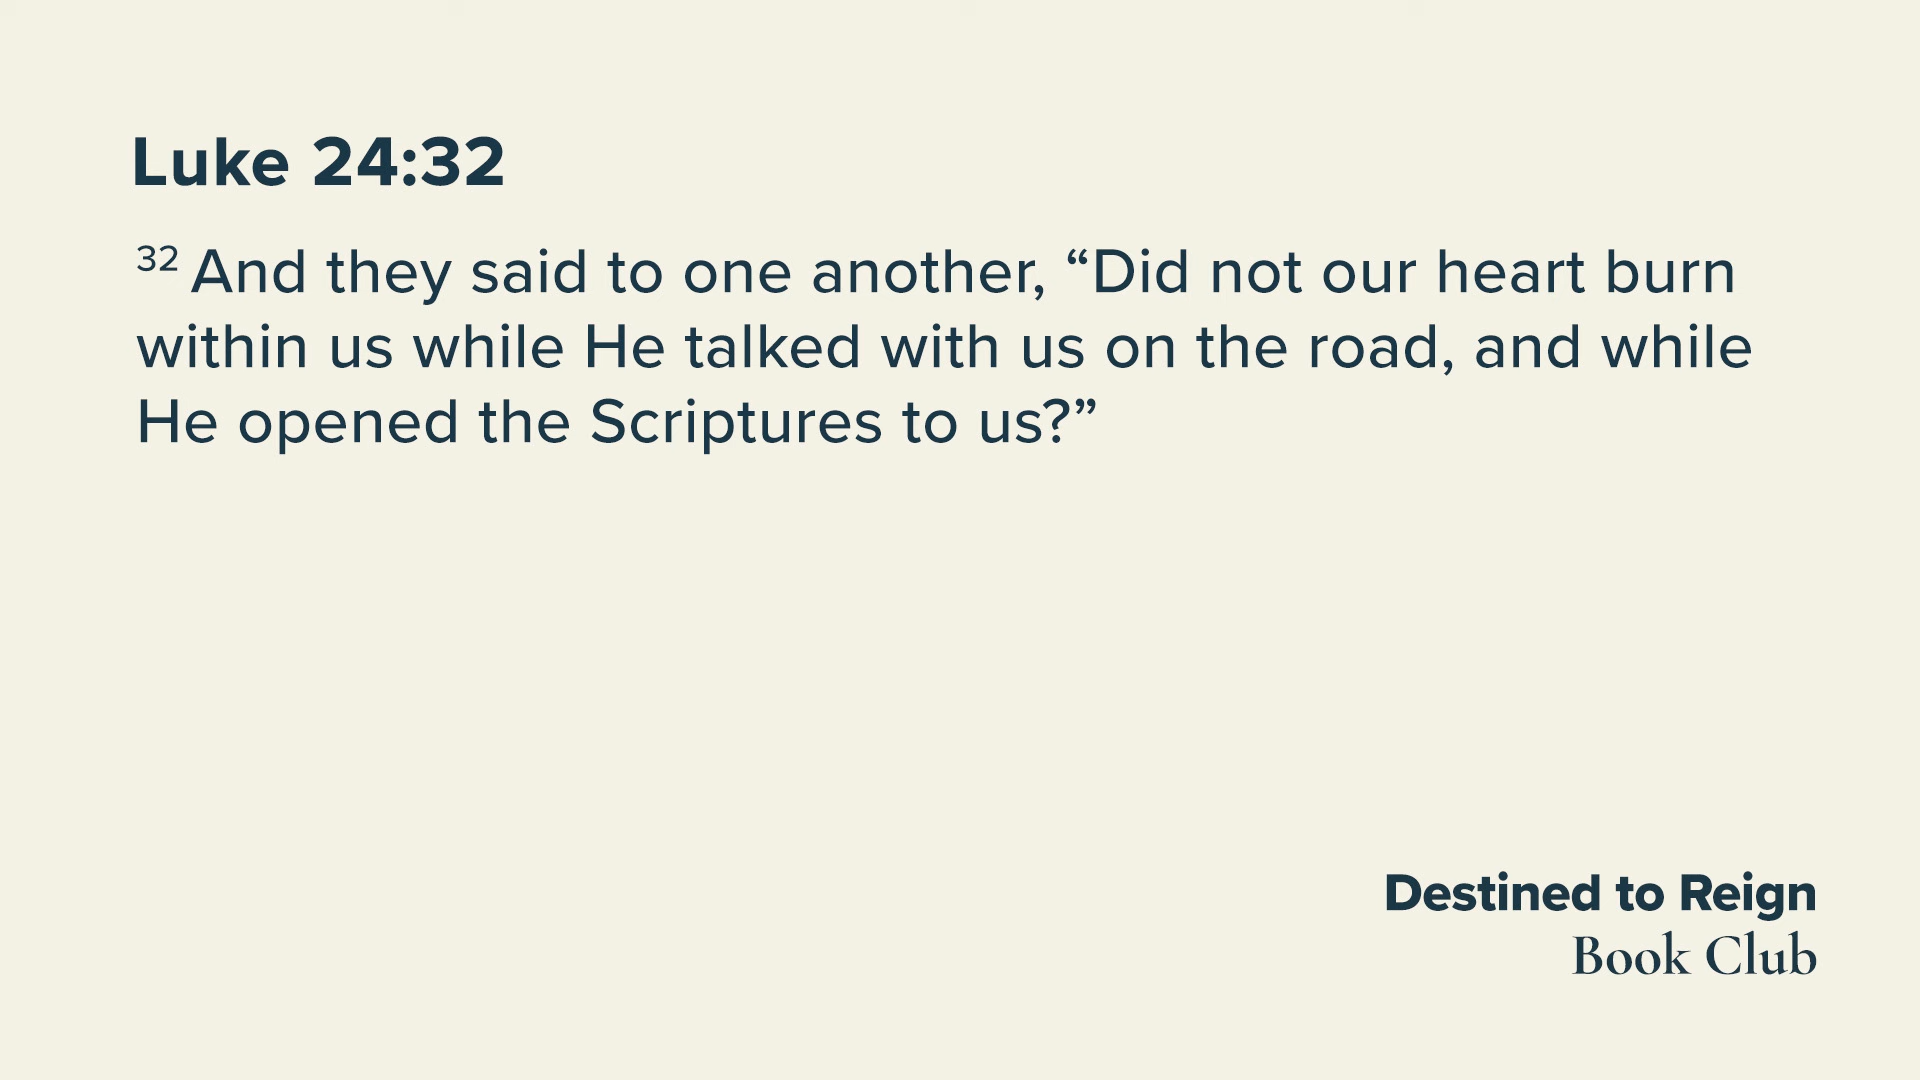 Luke 24:32
32 And they said to one another, “Did not our heart burn
within us while He talked with us on the road, and while
He opened the Scriptures to us?”
Destined to Reign
Book Club